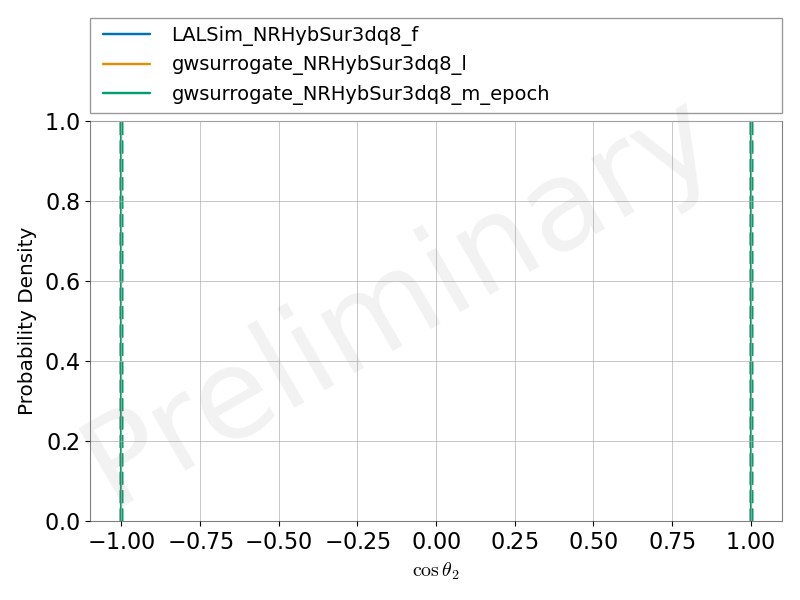 LALSim_NRHybSur3dq8_f
gwsurrogate_NRHybSur3dq8_l
gwsurrogate_NRHybSur3dq8_m_epoch
Preliminary
Probability Density
1.0
0.8
0.6
0.4
0.2
0.0
−1.00 −0.75 −0.50 −0.25 0.00 0.25 0.50 0.75 1.00
cos θ₂